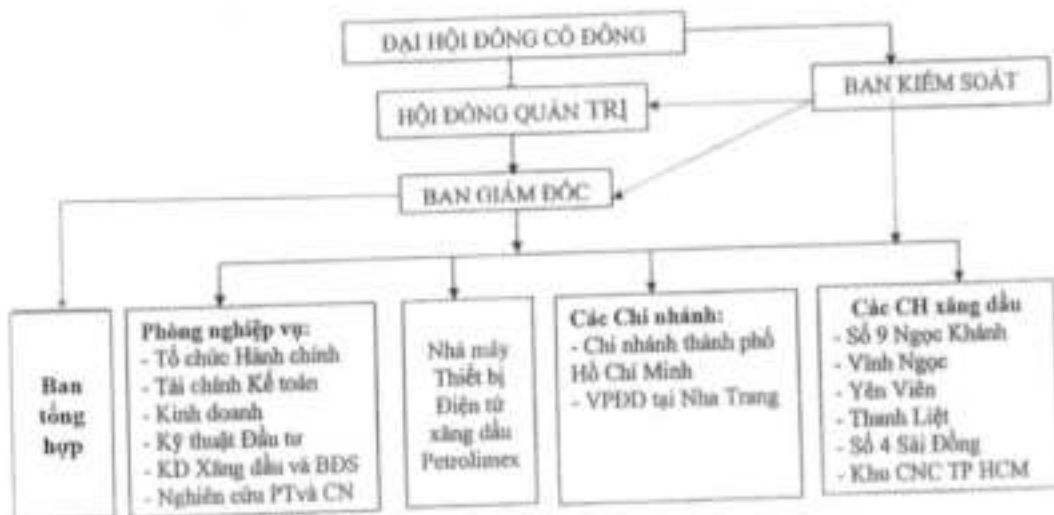 ĐẠI HỘI ĐỒNG CỔ ĐÔNG
BAN KIỂM SOÁT
HỘI ĐỒNG QUẢN TRỊ
BAN GIÁM ĐỐC
Ban
tổng
hợp
Phòng nghiệp vụ:
- Tổ chức Hành chính
- Tài chính Kế toán
- Kinh doanh
- Kỹ thuật Đầu tư
- KD Xăng dầu và BĐS
- Nghiên cứu PTvà CN
Nhà máy
Thiết bị
Điện tử
xăng dầu
Petrolimex
Các Chi nhánh:
- Chi nhánh thành phố
Hồ Chí Minh
- VPĐD tại Nha Trang
Các CH xăng dầu
- Số 9 Ngọc Khánh
- Vĩnh Ngọc
- Yên Viên
- Thanh Liệt
- Số 4 Sài Đồng
- Khu CNC TP HCM